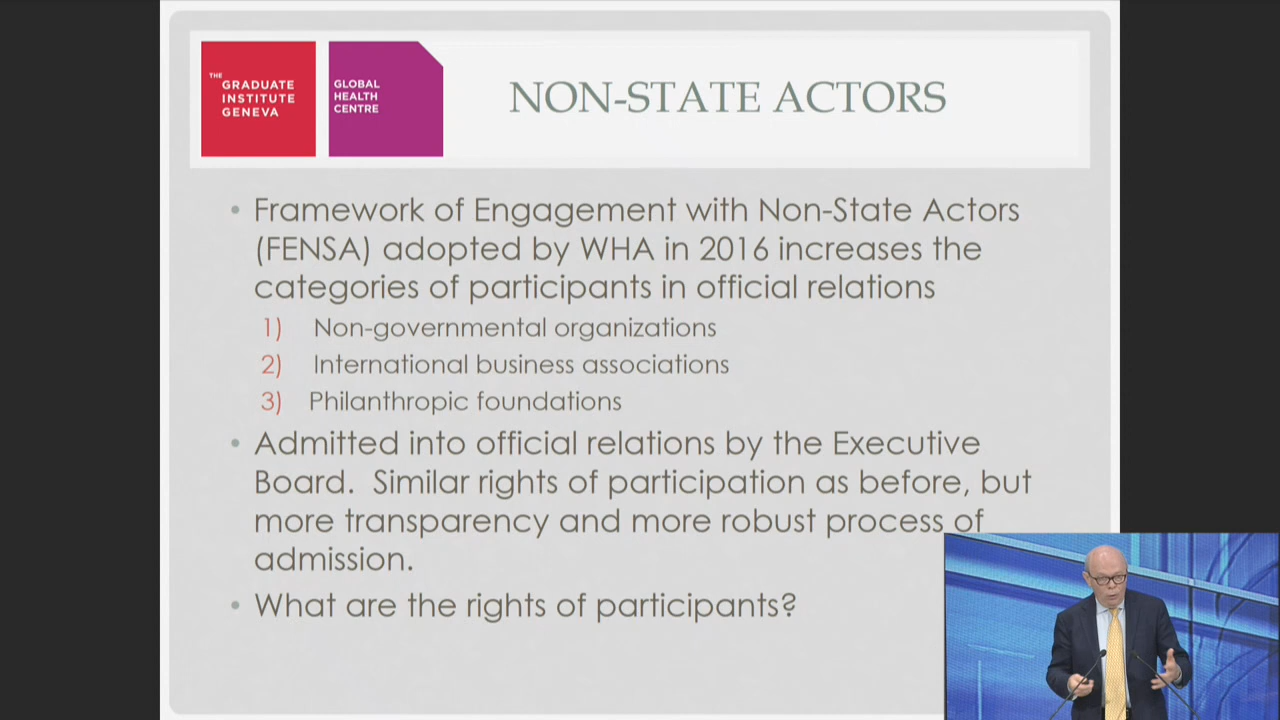 THE
GRADUATE
INSTITUTE
GENEVA
GLOBAL
HEALTH
CENTRE
NON-STATE ACTORS
• Framework of Engagement with Non-State Actors
(FENSA) adopted by WHA in 2016 increases the
categories of participants in official relations
1) Non-governmental organizations
2) International business associations
3) Philanthropic foundations
• Admitted into official relations by the Executive
Board. Similar rights of participation as before, but
more transparency and more robust process of
admission.
• What are the rights of participants?